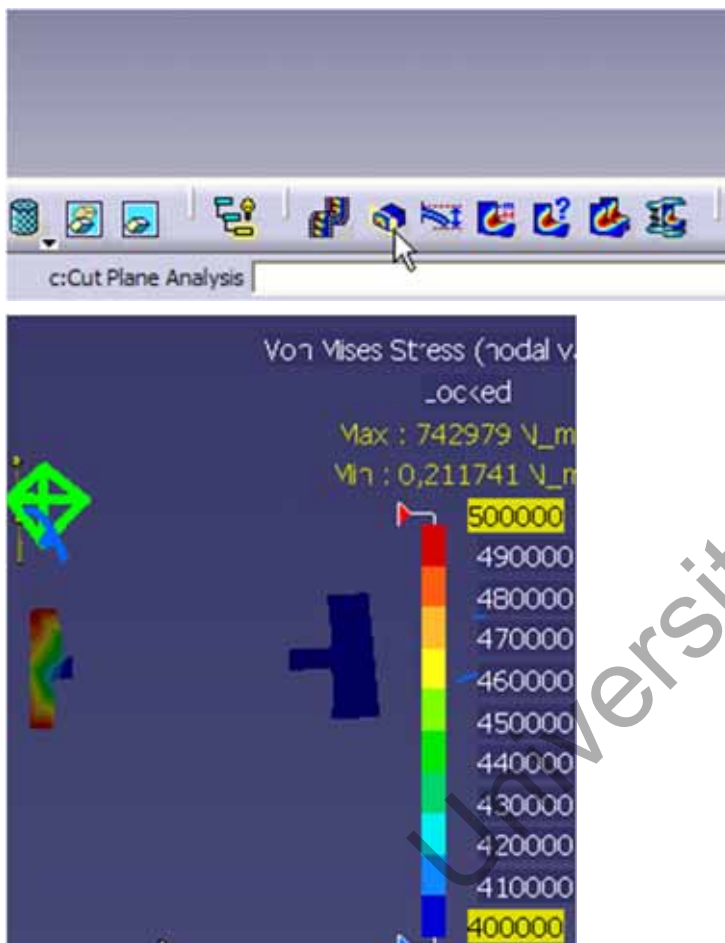 c:Cut Plane Analysis
Von Mises Stress (nodal v.
Locked
Max : 742979 N_m
Min : 0,211741 N_m
500000
490000
480000
470000
460000
450000
440000
430000
420000
410000
400000
Universit